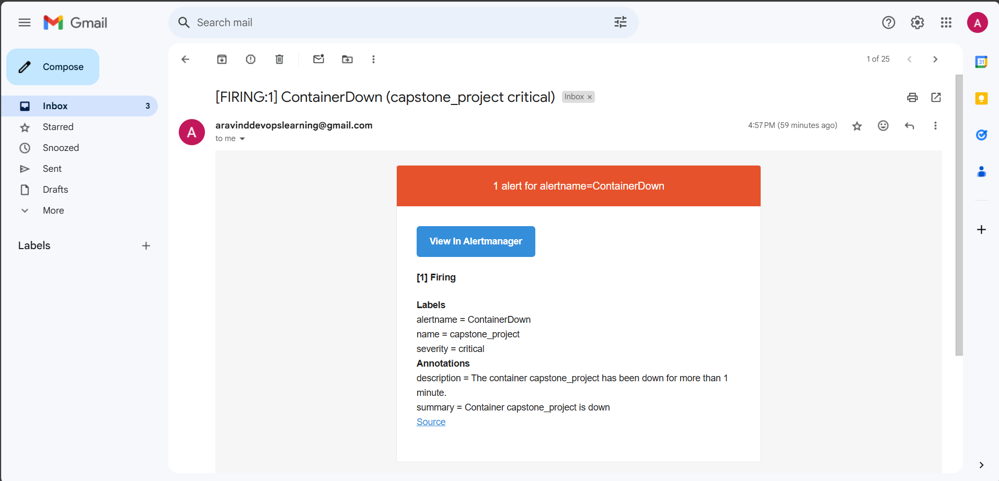 Gmail
Search mail
A
Compose
1 of 25
31
[FIRING:1] ContainerDown (capstone_project critical)
Inbox ×
Inbox 3
Starred
Snoozed
Sent
Drafts
More
Labels
A
aravinddevopslearning@gmail.com
4:57 PM (59 minutes ago)
to me
1 alert for alertname=ContainerDown
View In Alertmanager
[1] Firing
Labels
alertname = ContainerDown
name = capstone_project
severity = critical
Annotations
description = The container capstone_project has been down for more than 1
minute.
summary = Container capstone_project is down
Source